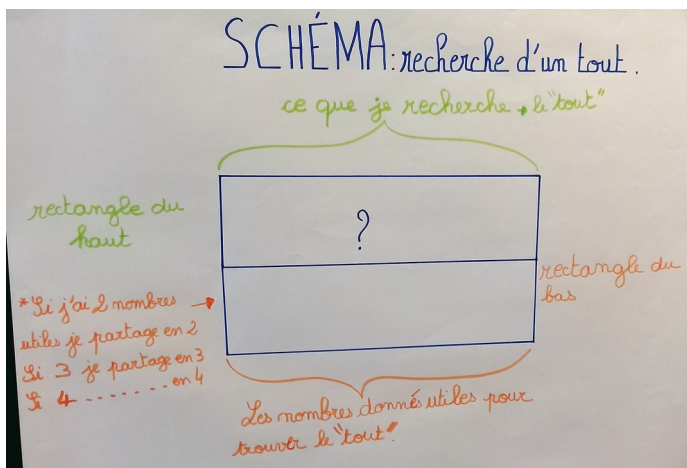 SCHÉMA: recherche d'un tout.
ce que je recherche → le "tout"
rectangle du
haut
?
rectangle du
bas
*Si j'ai 2 nombres →
utiles je partage en 2
Si 3 je partage en 3
Si 4 ........ en 4
Les nombres donnés utiles pour
trouver le "tout".